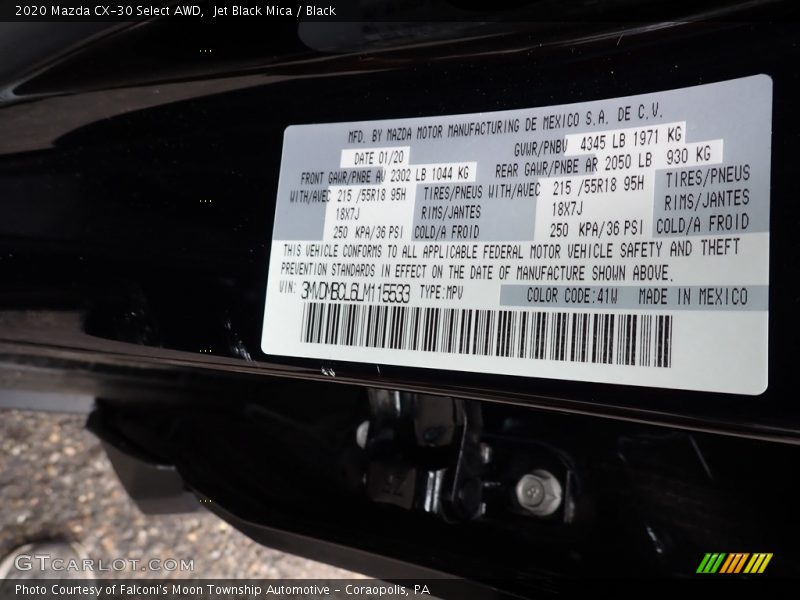 2020 Mazda CX-30 Select AWD, Jet Black Mica / Black
MFD. BY MAZDA MOTOR MANUFACTURING DE MEXICO S.A. DE C.V.
DATE 01/20 GVWR/PNBV 4345 LB 1971 KG
FRONT GAWR/PNBE AV 2302 LB 1044 KG REAR GAWR/PNBE AR 2050 LB 930 KG
WITH/AVEC 215 /55R18 95H TIRES/PNEUS WITH/AVEC 215 /55R18 95H TIRES/PNEUS
18X7J RIMS/JANTES 18X7J RIMS/JANTES
250 KPA/36 PSI COLD/A FROID 250 KPA/36 PSI COLD/A FROID
THIS VEHICLE CONFORMS TO ALL APPLICABLE FEDERAL MOTOR VEHICLE SAFETY AND THEFT
PREVENTION STANDARDS IN EFFECT ON THE DATE OF MANUFACTURE SHOWN ABOVE.
VIN: 3MVDMBCL6LM115533 TYPE:MPV COLOR CODE:41W MADE IN MEXICO
GTCARLOT.COM
Photo Courtesy of Falconi's Moon Township Automotive - Coraopolis, PA